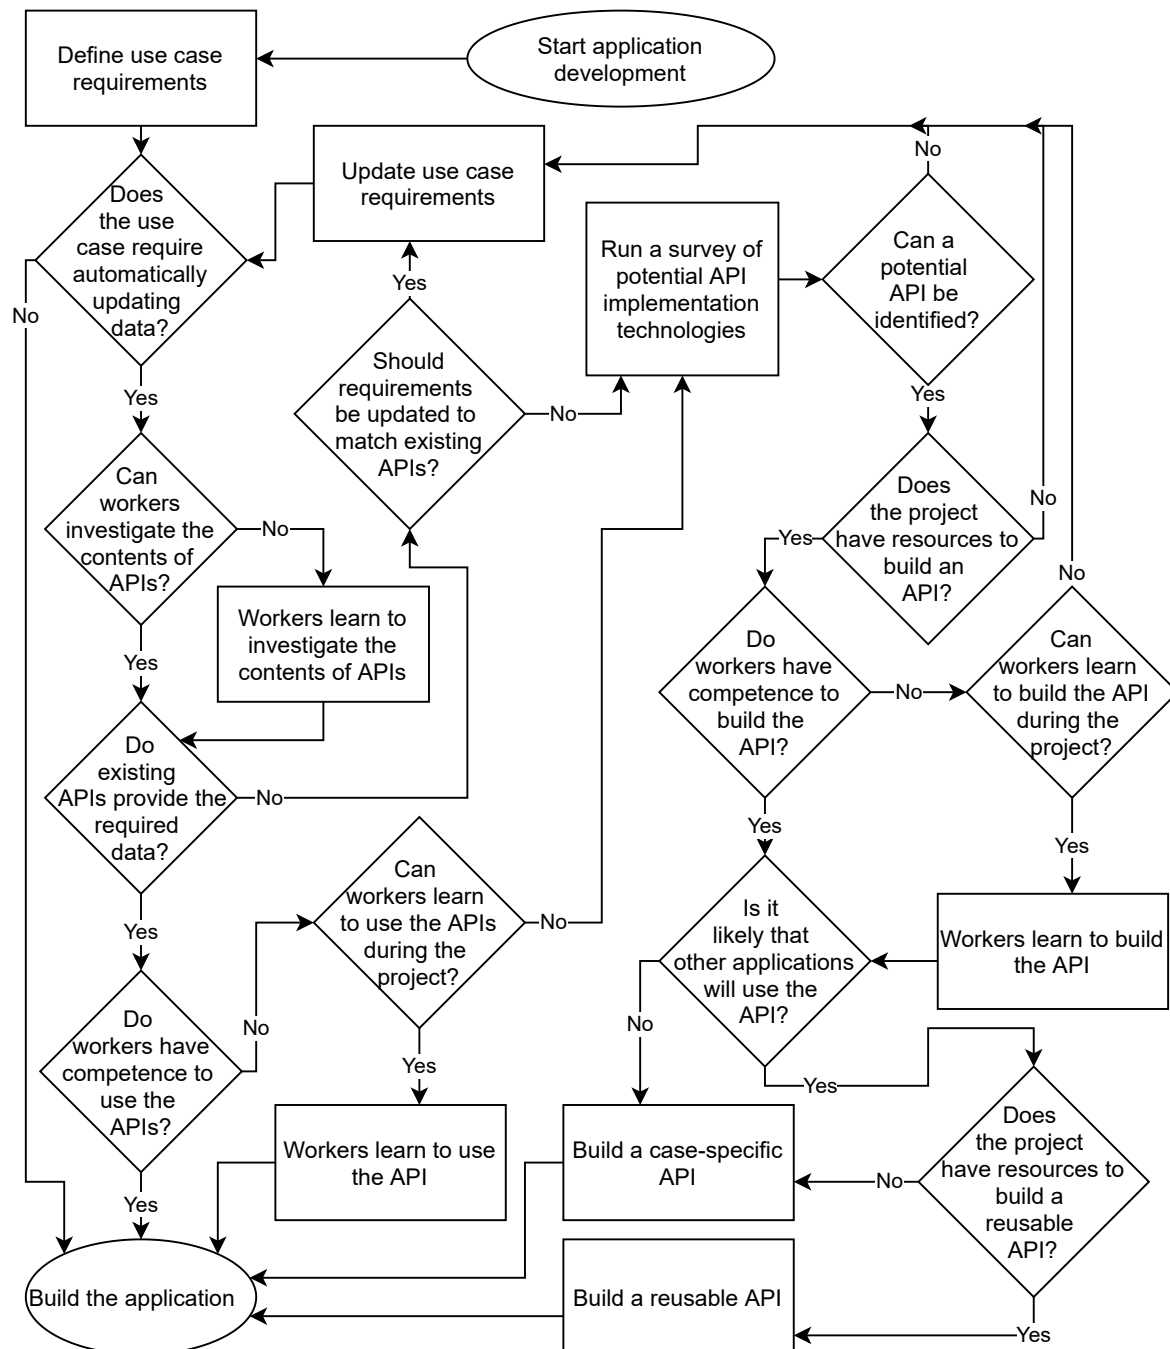 Define use case
requirements
Start application
development
Does
the use
case require
automatically
updating
data?
No
Yes
Update use case
requirements
Yes
Should
requirements
be updated to
match existing
APIs?
No
Run a survey of
potential API
implementation
technologies
No
Can a
potential
API be
identified?
Yes
Does
the project
have resources to
build an
API?
No
Yes
No
Can
workers
investigate the
contents of
APIs?
No
Yes
Workers learn to
investigate the
contents of APIs
Do
workers have
competence to
build the
API?
No
Yes
Can
workers learn
to build the API
during the
project?
Yes
Do
existing
APIs provide the
required
data?
No
Yes
Can
workers learn
to use the APIs
during the
project?
No
Yes
Is it
likely that
other applications
will use the
API?
No
Yes
Workers learn to build
the API
Do
workers have
competence to
use the
APIs?
No
Yes
Workers learn to use
the API
Build a case-specific
API
No
Does
the project
have resources to
build a
reusable
API?
Yes
Build the application
Build a reusable API